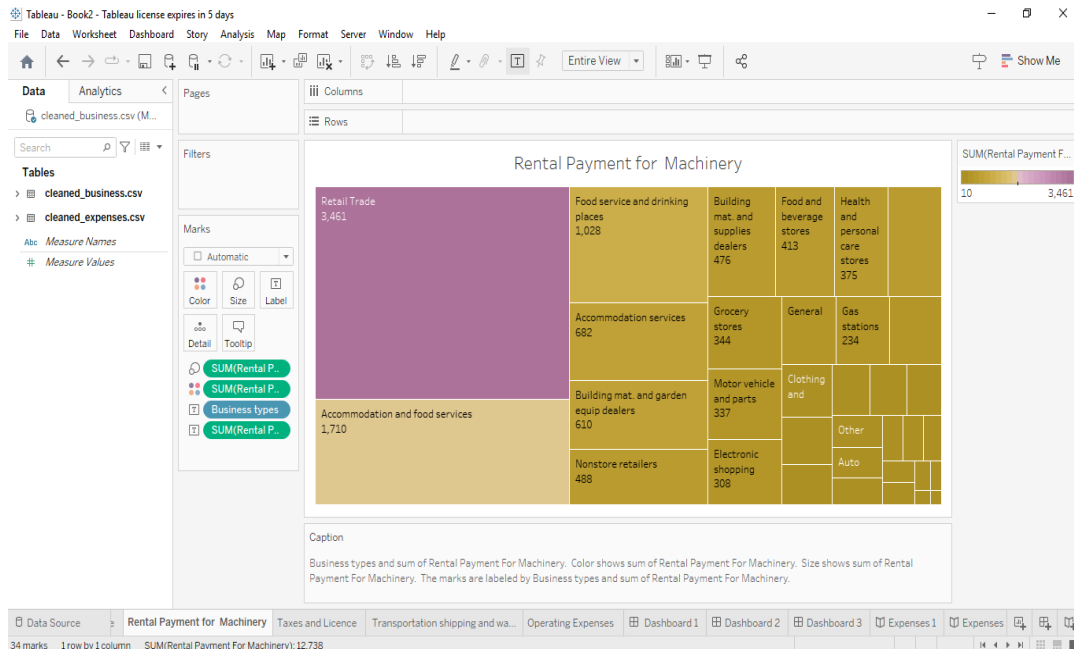 Tableau - Book2 - Tableau license expires in 5 days
File Data Worksheet Dashboard Story Analysis Map Format Server Window Help
Entire View
Show Me
Data
Analytics
cleaned_business.csv (M...
Search
Tables
cleaned_business.csv
cleaned_expenses.csv
Abc Measure Names
# Measure Values
Pages
Filters
Marks
Automatic
Color Size Label
Detail Tooltip
SUM(Rental P..
SUM(Rental P..
Business types
SUM(Rental P..
Columns
Rows
Rental Payment for Machinery
Retail Trade
3,461
Accommodation and food services
1,710
Food service and drinking
places
1,028
Accommodation services
682
Building mat. and garden
equip dealers
610
Nonstore retailers
488
Building
mat. and
supplies
dealers
476
Food and
beverage
stores
413
Health
and
personal
care
stores
375
Grocery
stores
344
General
Gas
stations
234
Motor vehicle
and parts
337
Clothing
and
Electronic
shopping
308
Other
Auto
SUM(Rental Payment F...
10 3,461
Caption
Business types and sum of Rental Payment For Machinery. Color shows sum of Rental Payment For Machinery. Size shows sum of Rental
Payment For Machinery. The marks are labeled by Business types and sum of Rental Payment For Machinery.
Data Source
Rental Payment for Machinery
Taxes and Licence
Transportation shipping and wa...
Operating Expenses
Dashboard 1
Dashboard 2
Dashboard 3
Expenses 1
Expenses
34 marks 1 row by 1 column SUM(Rental Payment For Machinery): 12,738